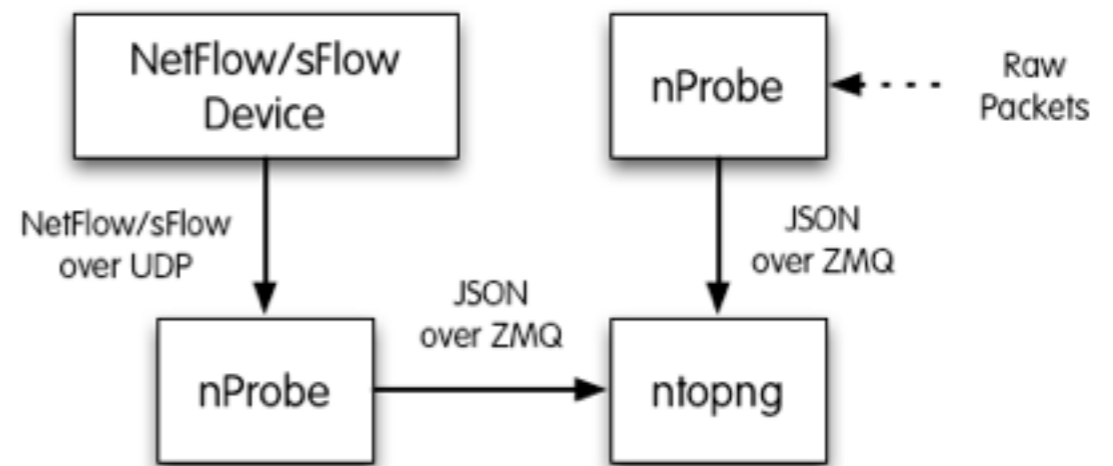 NetFlow/sFlow
Device
nProbe
Raw
Packets
NetFlow/sFlow
over UDP
JSON
over ZMQ
JSON
over ZMQ
nProbe
ntopng